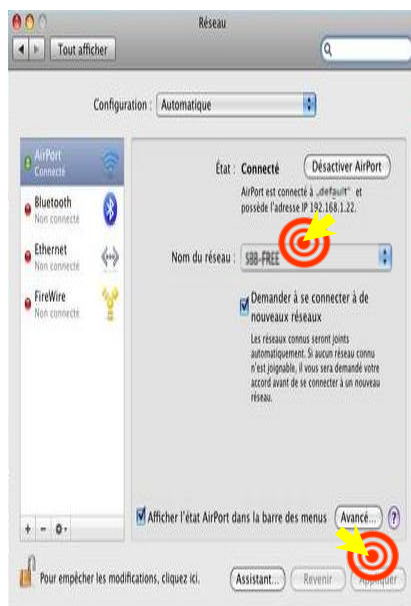 Réseau
Tout afficher
Configuration : Automatique
AirPort
Connecté
Bluetooth
Non connecté
Ethernet
Non connecté
FireWire
Non connecté
État : Connecté
Désactiver AirPort
AirPort est connecté à „default“ et
possède l'adresse IP 192.168.1.22.
Nom du réseau : SBB-FREE
Demander à se connecter à de
nouveaux réseaux
Les réseaux connus seront joints
automatiquement. Si aucun réseau connu
n'est joignable, il vous sera demandé votre
accord avant de se connecter à un nouveau
réseau.
Afficher l'état AirPort dans la barre des menus
Avancé...
?
Pour empêcher les modifications, cliquez ici.
Assistant...
Revenir
Appliquer